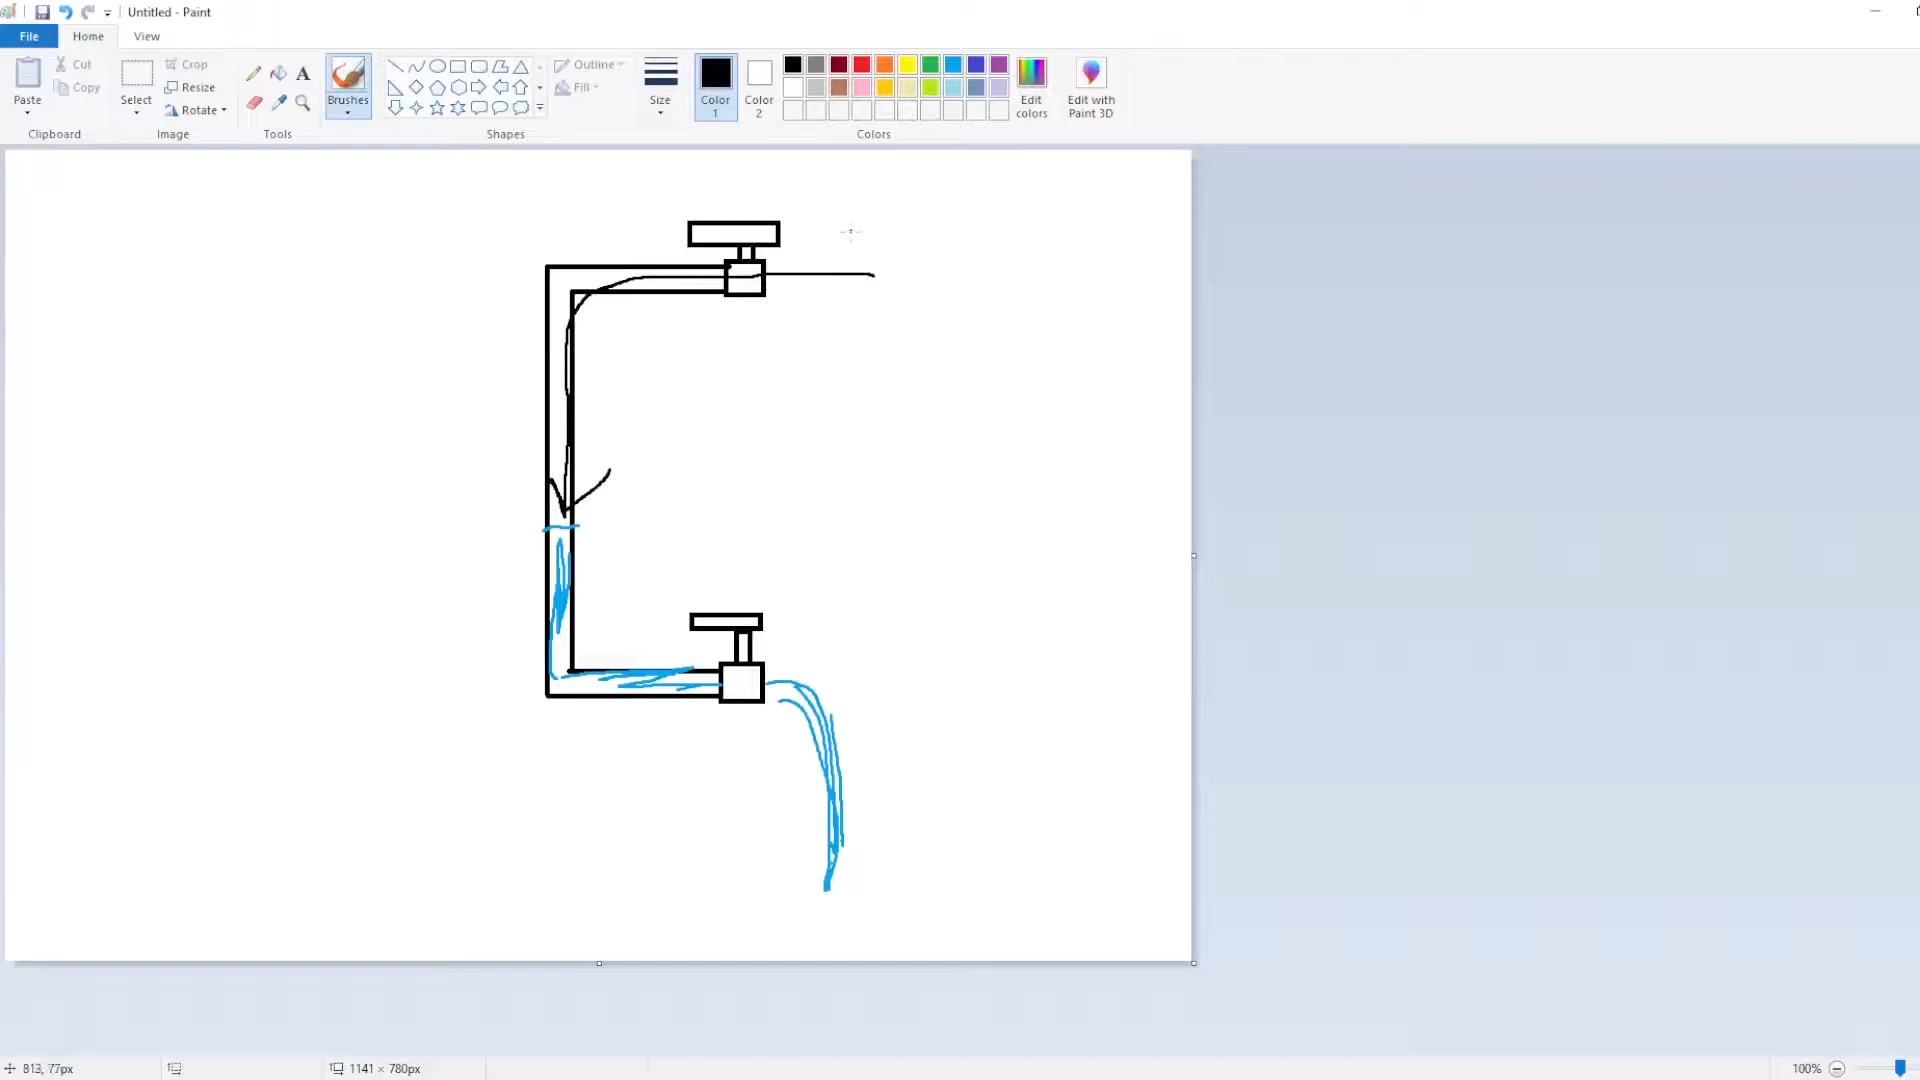 Untitled - Paint
File Home View
Paste
Cut
Copy
Clipboard
Select
Crop
Resize
Rotate
Image
A
Tools
Brushes
Outline
Fill
Shapes
Size
Color 1
Color 2
Edit colors
Colors
Edit with Paint 3D
813, 77px
1141 × 780px
100%